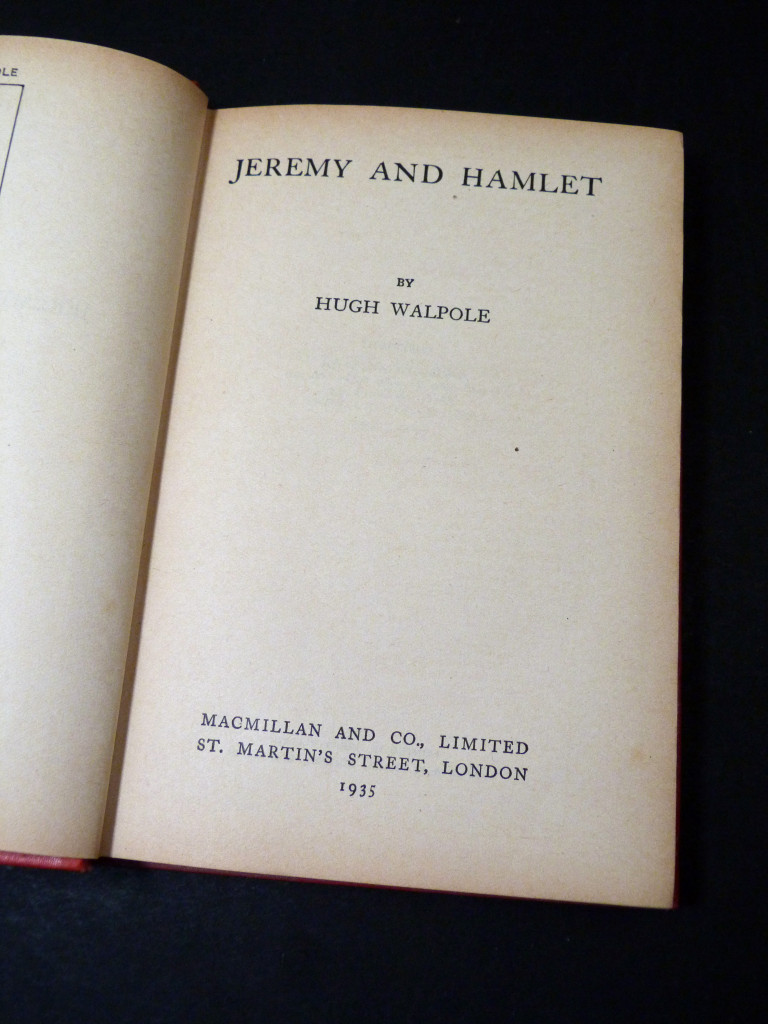 JEREMY AND HAMLET
BY
HUGH WALPOLE
MACMILLAN AND CO., LIMITED
ST. MARTIN'S STREET, LONDON
1935